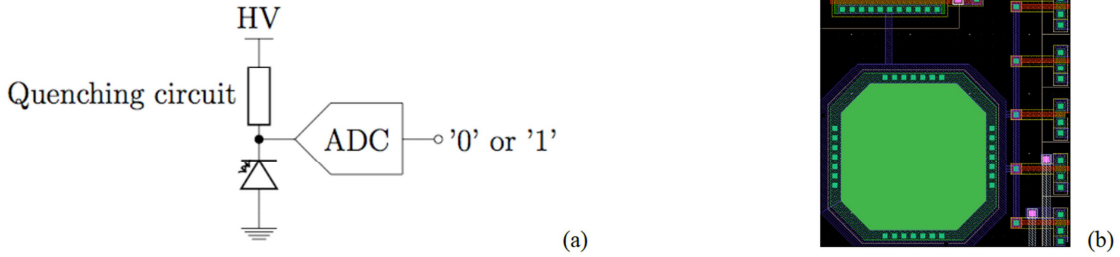 HV
Quenching circuit
ADC
'0' or '1'
(a)
(b)